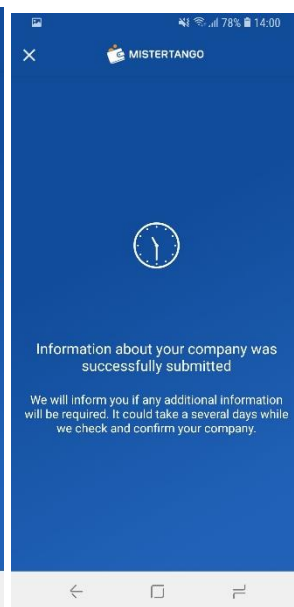 78% 14:00
MISTERTANGO
Information about your company was
successfully submitted
We will inform you if any additional information
will be required. It could take a several days while
we check and confirm your company.